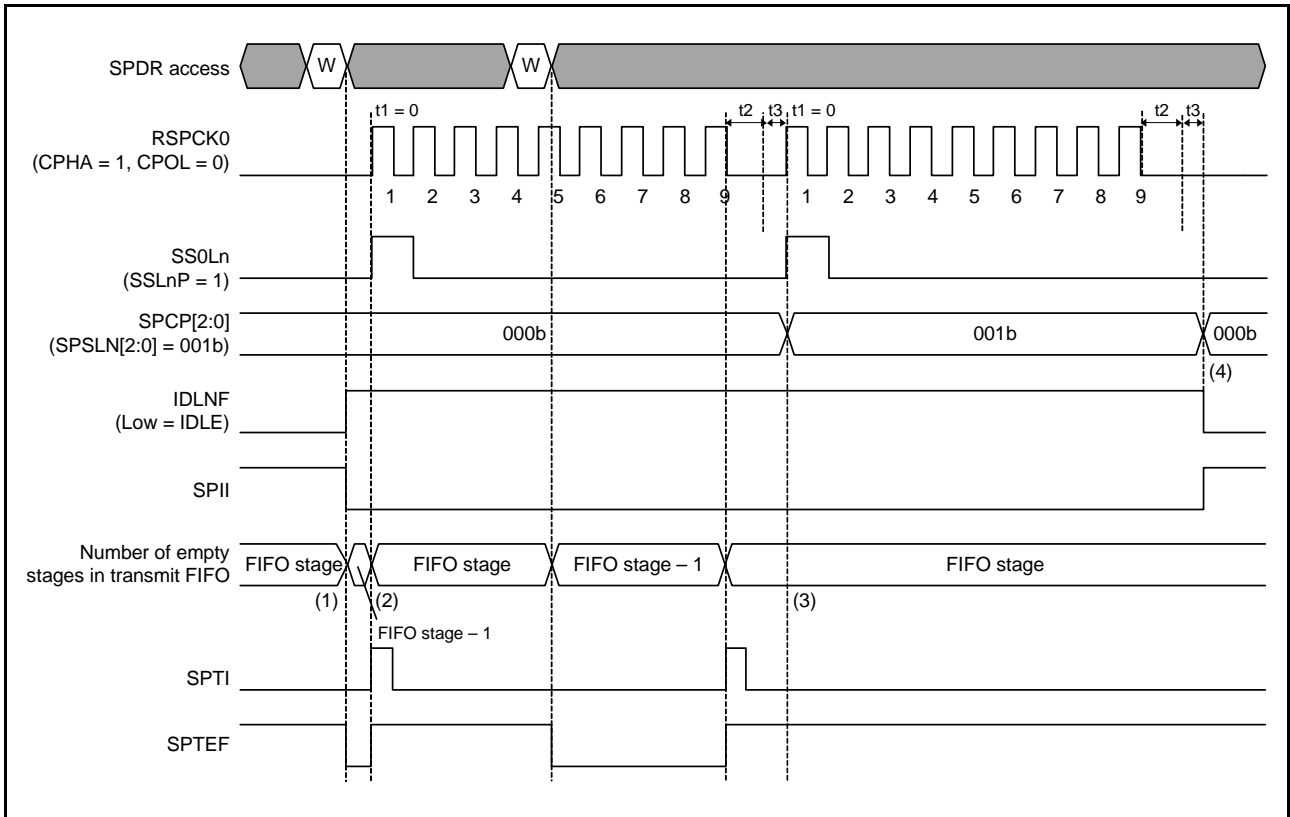 SPDR access
W
W
t1 = 0
t2
t3
t1 = 0
t2
t3
RSPCK0
(CPHA = 1, CPOL = 0)
1 2 3 4 5 6 7 8 9 1 2 3 4 5 6 7 8 9
SS0Ln
(SSLnP = 1)
SPCP[2:0]
(SPSLN[2:0] = 001b)
000b
001b
000b
(4)
IDLNF
(Low = IDLE)
SPII
Number of empty
stages in transmit FIFO
FIFO stage
FIFO stage
FIFO stage – 1
FIFO stage
(1)
(2)
(3)
FIFO stage – 1
SPTI
SPTEF